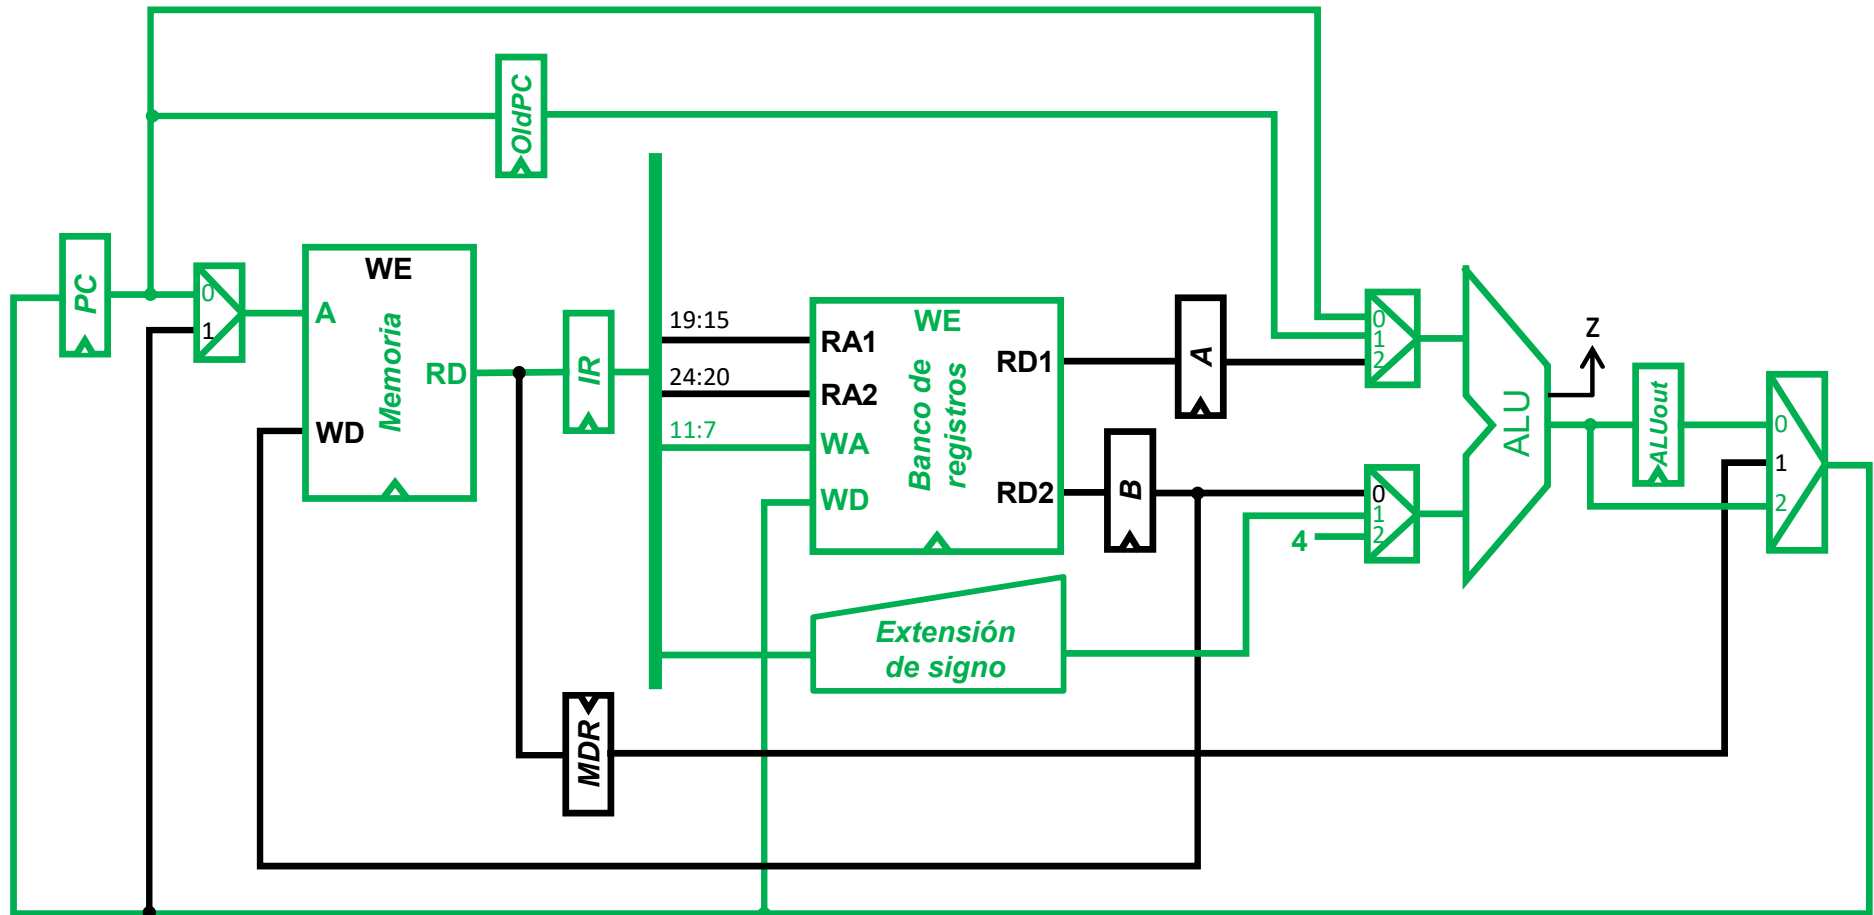 OldPC
PC
0
1
A
WE
Memoria
RD
WD
IR
19:15
24:20
11:7
RA1
RA2
WA
WD
WE
Banco de
registros
RD1
RD2
A
B
0
1
2
0
1
2
4
ALU
Z
ALUout
0
1
2
Extensión
de signo
MDR